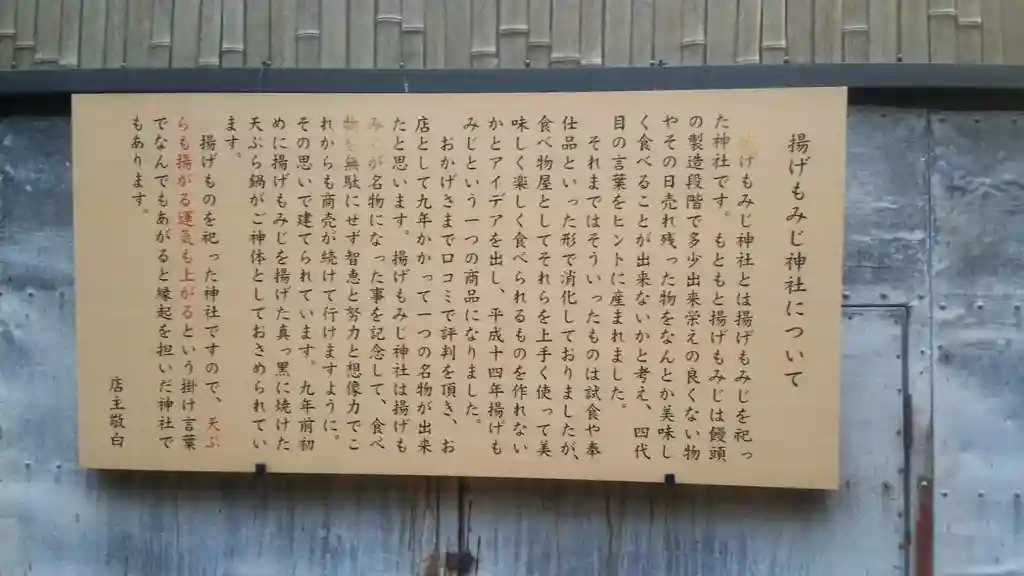 揚げもみじ神社について
げもみじ神社とは揚げもみじを祀っ
た神社です。もともと揚げもみじは饅頭
の製造段階で多少出来栄えの良くない物
やその日売れ残った物をなんとか美味し
く食べることが出来ないかと考え、四代
目の言葉をヒントに産まれました。
それまではそういったものは試食や奉
仕品といった形で消化しておりましたが、
食べ物屋としてそれらを上手く使って美
味しく楽しく食べられるものを作れない
かとアイデアを出し、平成十四年揚げも
みじという一つの商品になりました。
おかげさまで口コミで評判を頂き、お
店として九年かかって一つの名物が出来
たと思います。揚げもみじ神社は揚げも
みじが名物になった事を記念して、食べ
物を無駄にせず智恵と努力と想像力でこ
れからも商売が続けて行けますように。
その思いで建てられています。九年前初
めに揚げもみじを揚げた真っ黒に焼けた
天ぷら鍋がご神体としておさめられてい
ます。
揚げものを祀った神社ですので、天ぷ
らも揚がる運気も上がるという掛け言葉
でなんでもあがると縁起を担いだ神社で
もあります。
店主敬白